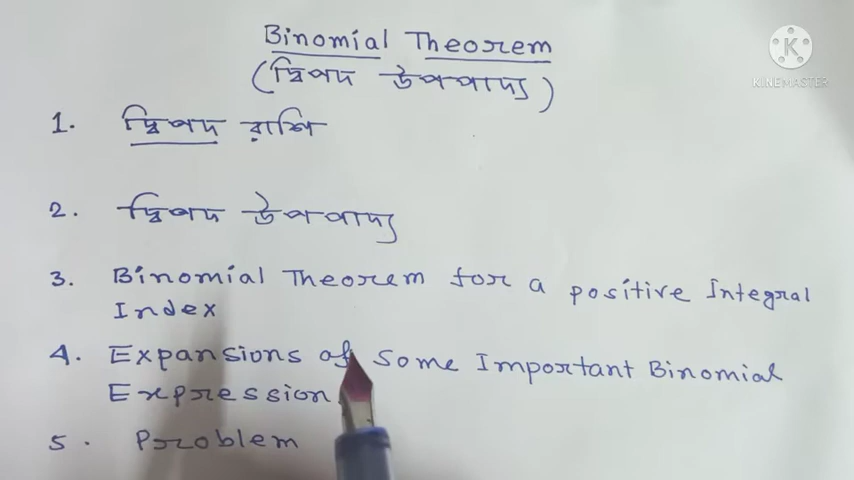 Binomial Theorem
(দ্বিপদ উপপাদ্য)
1. দ্বিপদ রাশি
2. দ্বিপদ উপপাদ্য
3. Binomial Theorem for a positive Integral
Index
4. Expansions of some Important Binomial
Expression
5. Problem
K
KINEMASTER